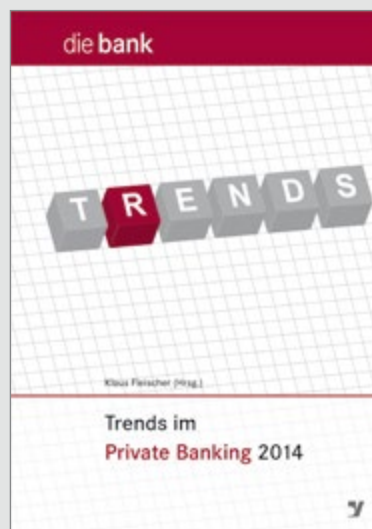 die bank
TRENDS
Klaus Fleischer (Hrsg.)
Trends im
Private Banking 2014